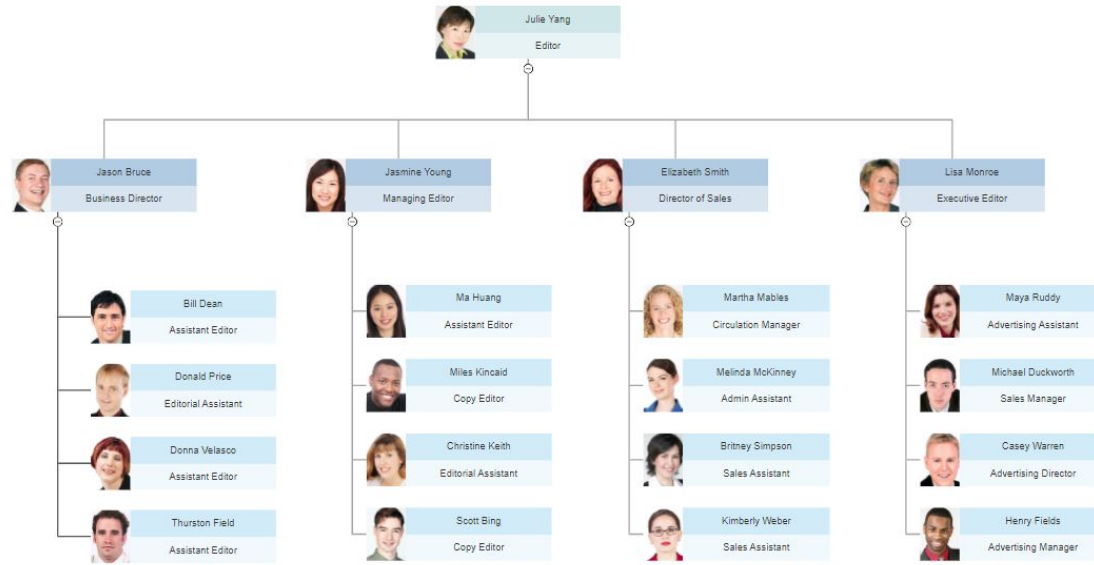 Julie Yang
Editor
Jason Bruce
Business Director
Jasmine Young
Managing Editor
Elizabeth Smith
Director of Sales
Lisa Monroe
Executive Editor
Bill Dean
Assistant Editor
Donald Price
Editorial Assistant
Donna Velasco
Assistant Editor
Thurston Field
Assistant Editor
Ma Huang
Assistant Editor
Miles Kincaid
Copy Editor
Christine Keith
Editorial Assistant
Scott Bing
Copy Editor
Martha Mables
Circulation Manager
Melinda McKinney
Admin Assistant
Britney Simpson
Sales Assistant
Kimberly Weber
Sales Assistant
Maya Ruddy
Advertising Assistant
Michael Duckworth
Sales Manager
Casey Warren
Advertising Director
Henry Fields
Advertising Manager